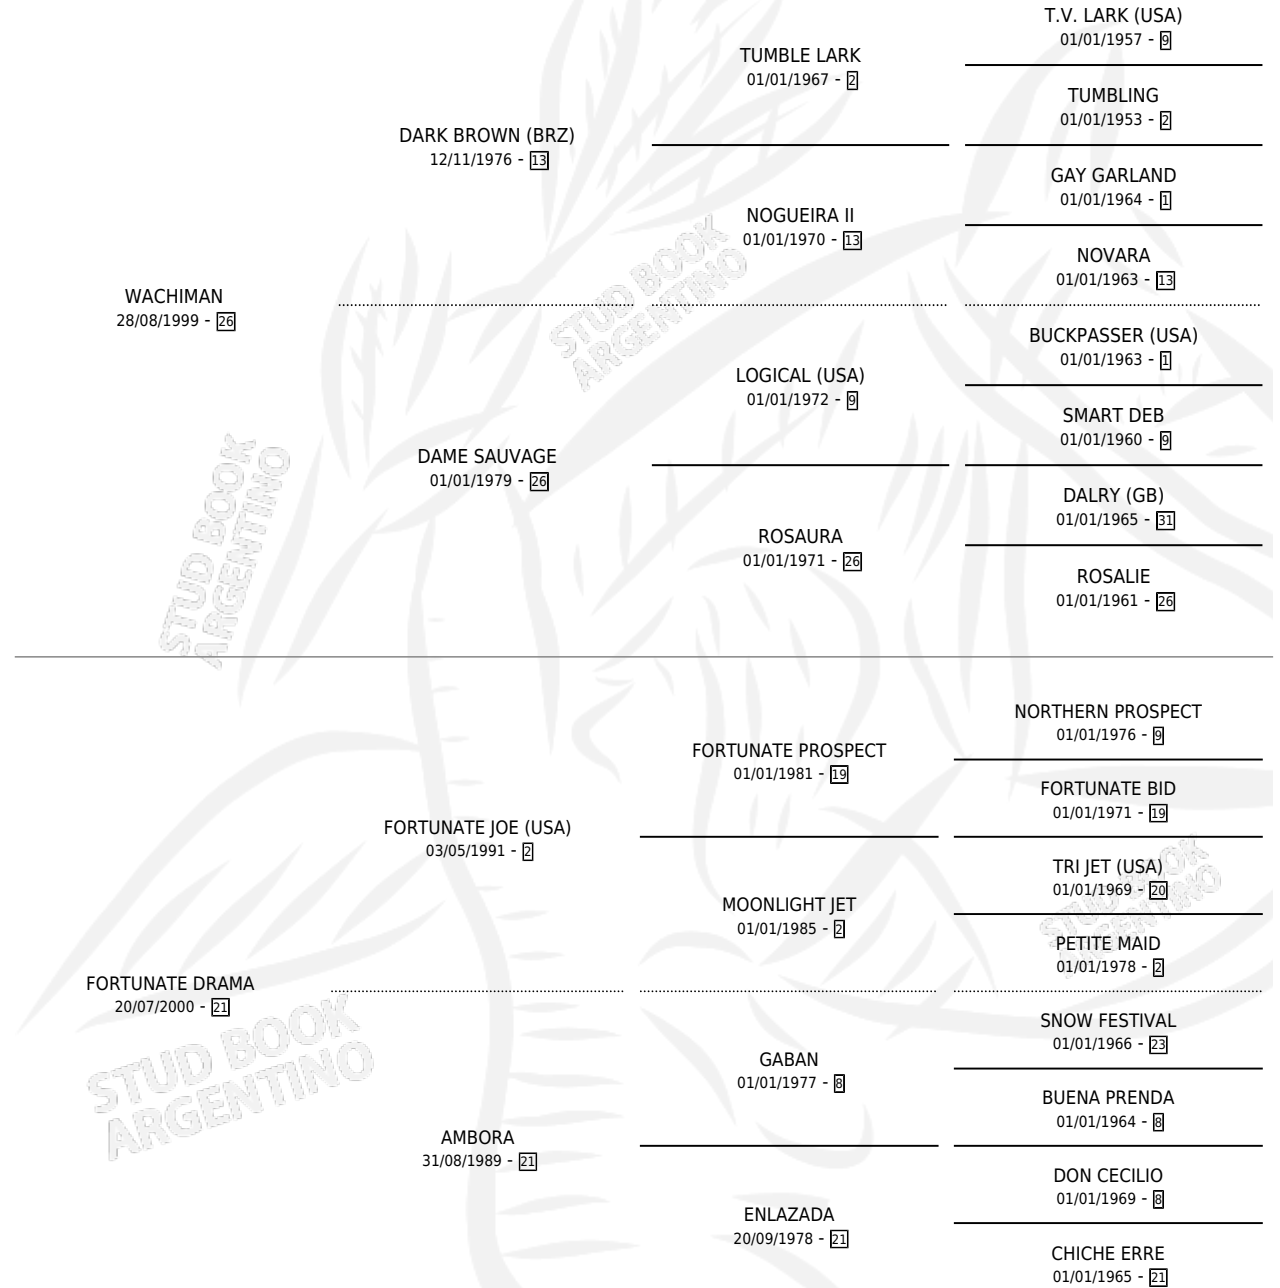 T.V. LARK (USA)
01/01/1957 - 9
TUMBLE LARK
01/01/1967 - 2
TUMBLING
01/01/1953 - 2
DARK BROWN (BRZ)
12/11/1976 - 13
GAY GARLAND
01/01/1964 - 1
NOGUEIRA II
01/01/1970 - 13
NOVARA
01/01/1963 - 13
WACHIMAN
28/08/1999 - 26
STUD BOOK
ARGENTINO
BUCKPASSER (USA)
01/01/1963 - 1
LOGICAL (USA)
01/01/1972 - 9
SMART DEB
01/01/1960 - 9
DAME SAUVAGE
01/01/1979 - 26
DALRY (GB)
01/01/1965 - 31
ROSAURA
01/01/1971 - 26
ROSALIE
01/01/1961 - 26
STUD BOOK
ARGENTINO
NORTHERN PROSPECT
01/01/1976 - 9
FORTUNATE PROSPECT
01/01/1981 - 19
FORTUNATE BID
01/01/1971 - 19
FORTUNATE JOE (USA)
03/05/1991 - 2
TRI JET (USA)
01/01/1969 - 20
MOONLIGHT JET
01/01/1985 - 2
STUD BOOK
ARGENTINO
PETITE MAID
01/01/1978 - 2
FORTUNATE DRAMA
20/07/2000 - 21
STUD BOOK
ARGENTINO
SNOW FESTIVAL
01/01/1966 - 23
GABAN
01/01/1977 - 8
BUENA PRENDA
01/01/1964 - 8
AMBORA
31/08/1989 - 21
DON CECILIO
01/01/1969 - 8
ENLAZADA
20/09/1978 - 21
CHICHE ERRE
01/01/1965 - 21